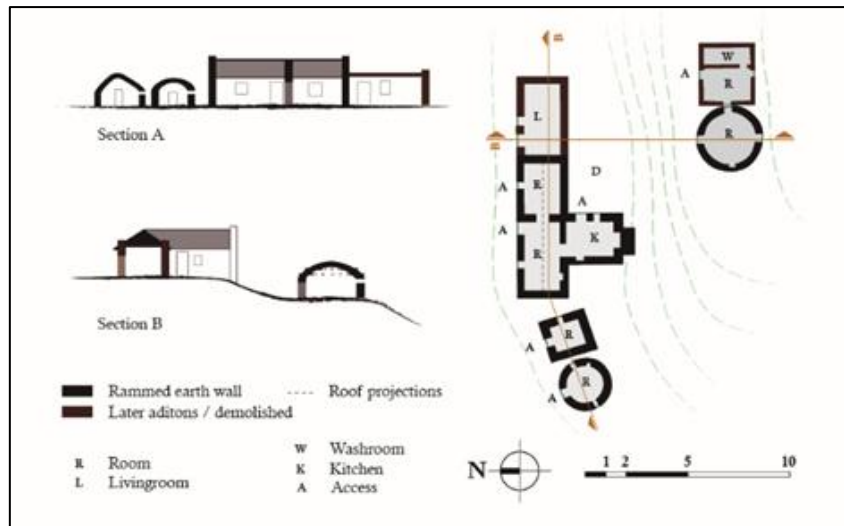 Section A
Section B
Rammed earth wall
Later aditons / demolished
Roof projections
R Room
L Livingroom
W Washroom
K Kitchen
A Access
W
A
R
R
L
A
R
D
A
A
K
R
A
R
A
R
N
1 2 5 10